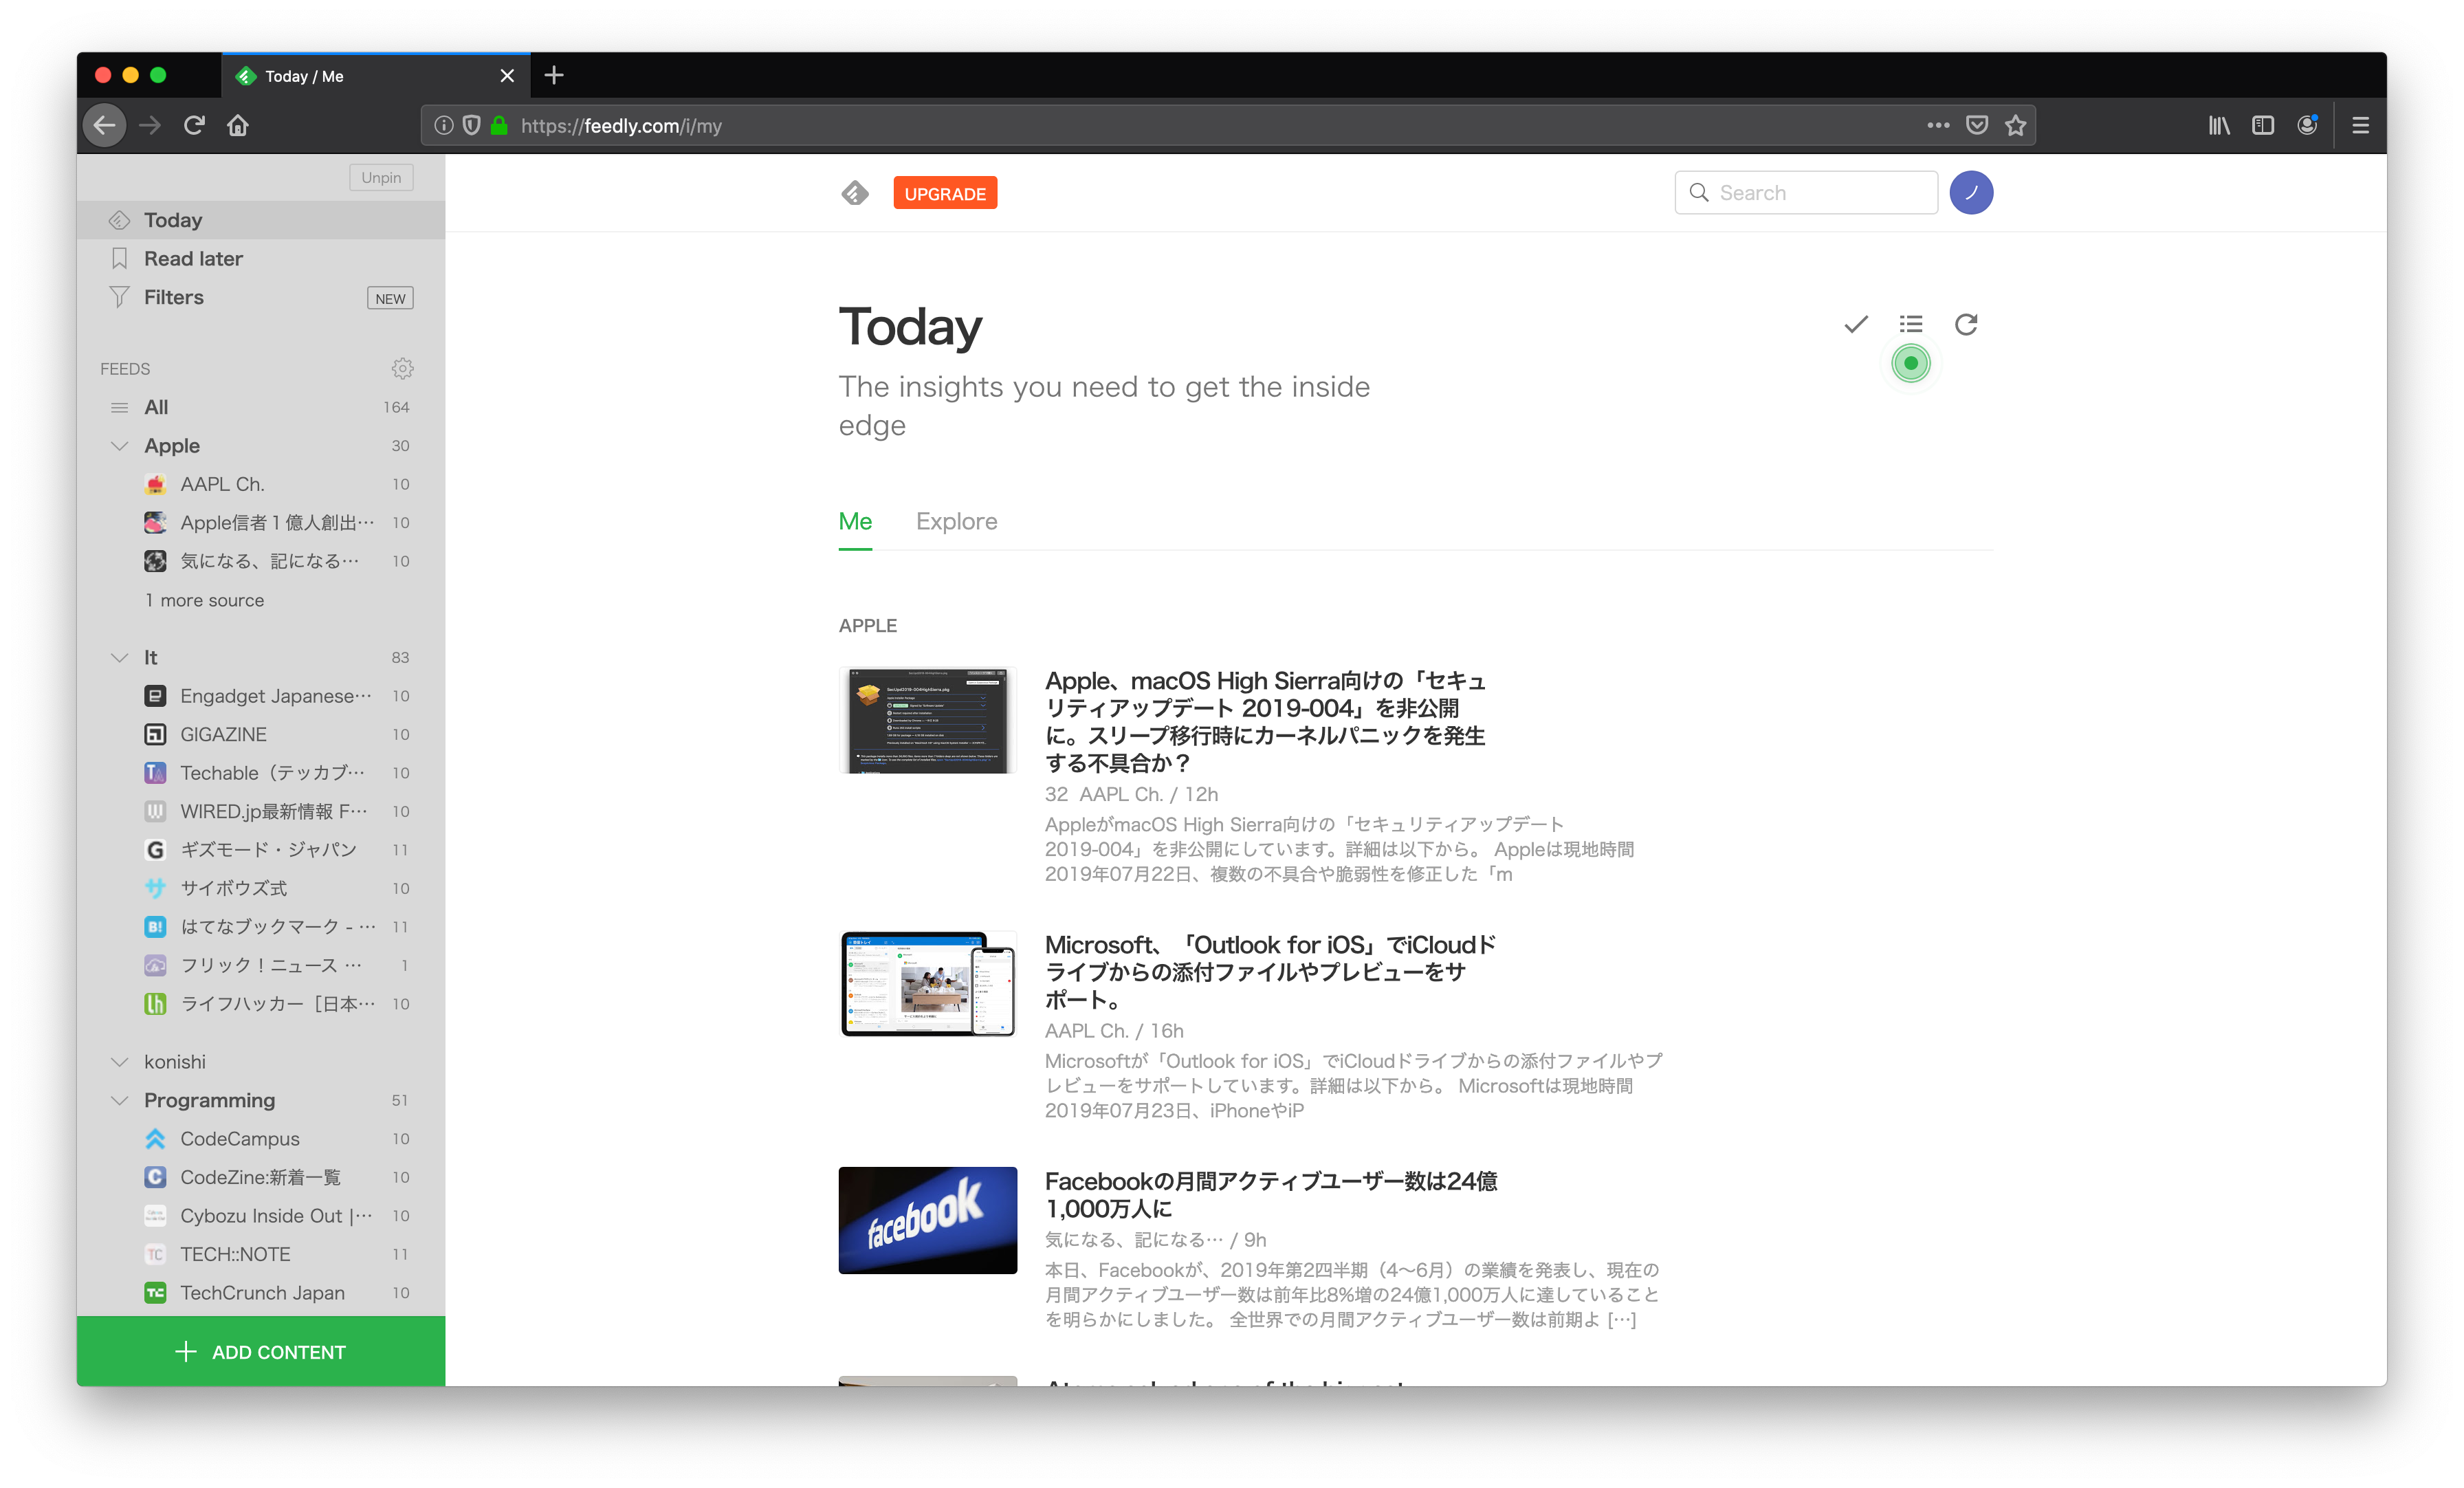 Today / Me
https://feedly.com/i/my
Unpin
Today
Read later
Filters
NEW
FEEDS
All 164
Apple 30
AAPL Ch. 10
Apple信者１億人創出… 10
気になる、記になる… 10
1 more source
It 83
Engadget Japanese… 10
GIGAZINE 10
Techable（テッカブ… 10
WIRED.jp最新情報 F… 10
ギズモード・ジャパン 11
サイボウズ式 10
はてなブックマーク - … 11
フリック！ニュース … 1
ライフハッカー［日本… 10
konishi
Programming 51
CodeCampus 10
CodeZine:新着一覧 10
Cybozu Inside Out |… 10
TECH::NOTE 11
TechCrunch Japan 10
ADD CONTENT
UPGRADE
Search
ノ
Today
The insights you need to get the inside
edge
Me Explore
APPLE
Apple、macOS High Sierra向けの「セキュ
リティアップデート 2019-004」を非公開
に。スリープ移行時にカーネルパニックを発生
する不具合か？
32 AAPL Ch. / 12h
AppleがmacOS High Sierra向けの「セキュリティアップデート
2019-004」を非公開にしています。詳細は以下から。 Appleは現地時間
2019年07月22日、複数の不具合や脆弱性を修正した「m
Microsoft、「Outlook for iOS」でiCloudド
ライブからの添付ファイルやプレビューをサ
ポート。
AAPL Ch. / 16h
Microsoftが「Outlook for iOS」でiCloudドライブからの添付ファイルやプ
レビューをサポートしています。詳細は以下から。 Microsoftは現地時間
2019年07月23日、iPhoneやiP
facebook
Facebookの月間アクティブユーザー数は24億
1,000万人に
気になる、記になる… / 9h
本日、Facebookが、2019年第2四半期（4〜6月）の業績を発表し、現在の
月間アクティブユーザー数は前年比8%増の24億1,000万人に達していること
を明らかにしました。 全世界での月間アクティブユーザー数は前期よ […]